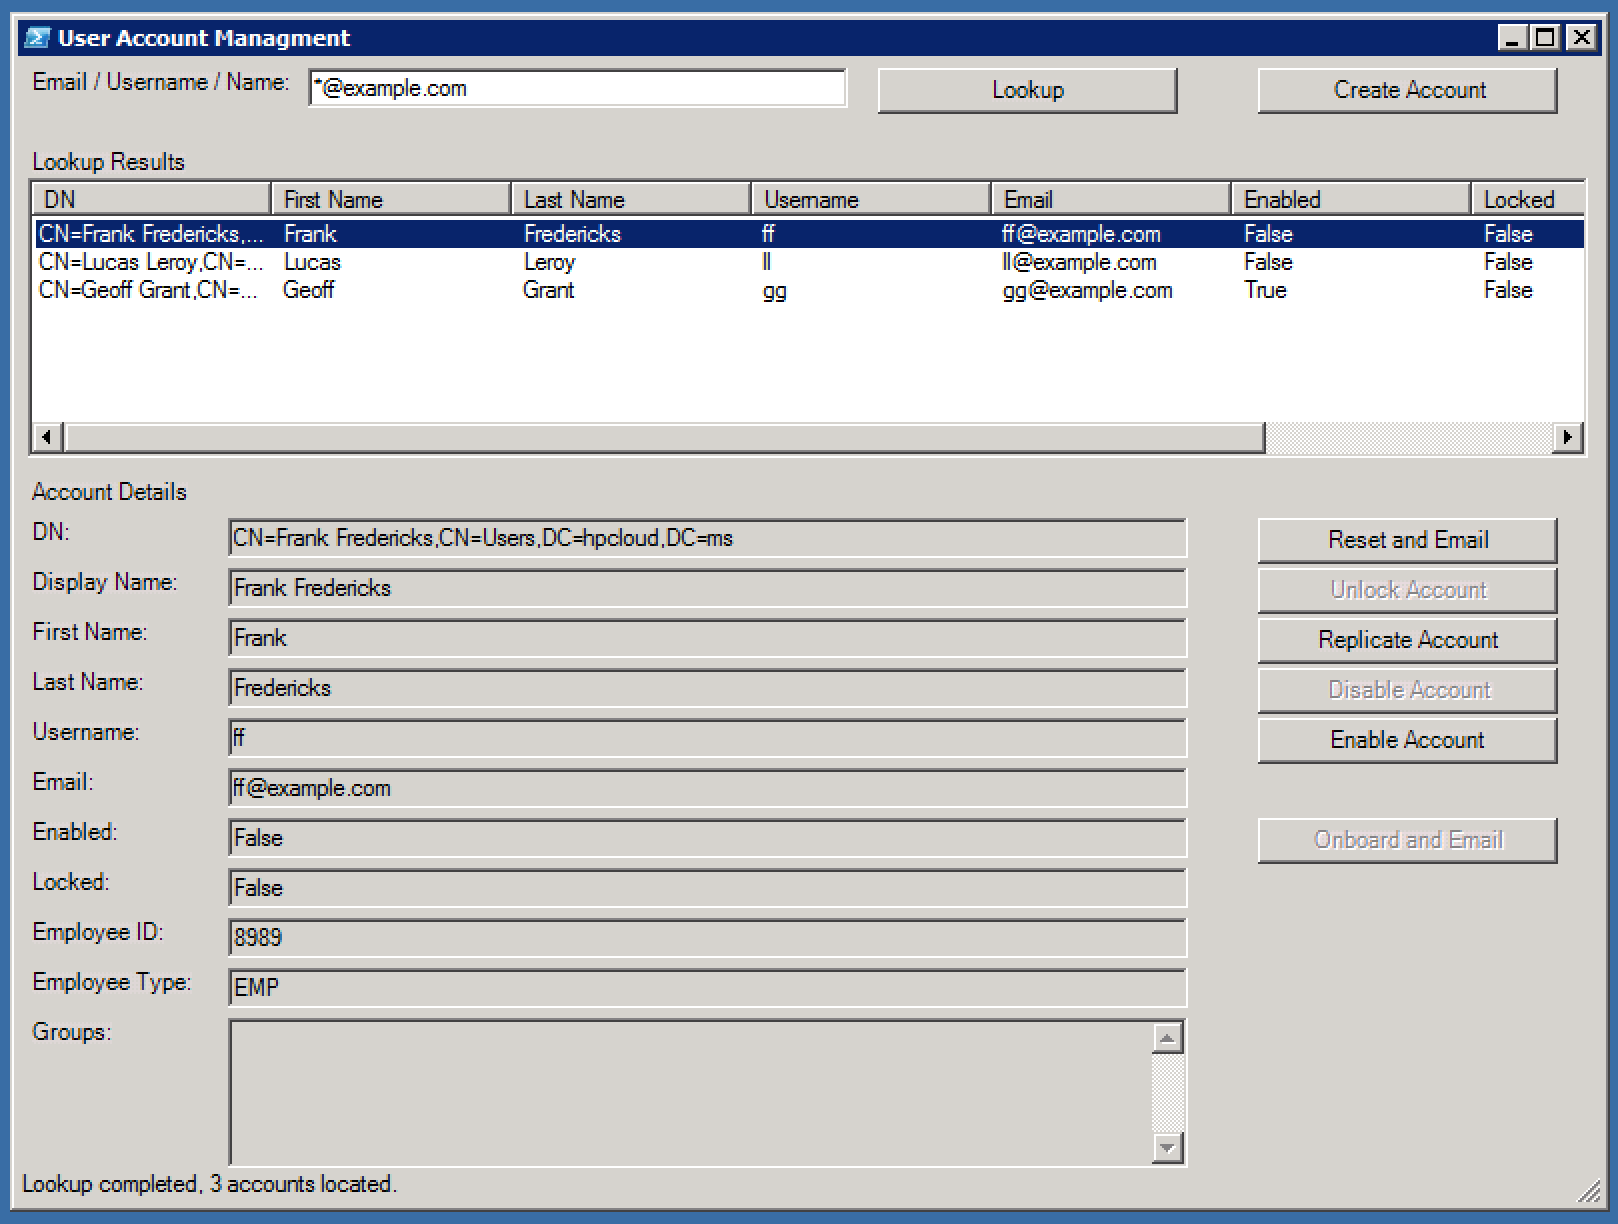 User Account Managment
Email / Username / Name: *@example.com Lookup Create Account
Lookup Results
DN First Name Last Name Username Email Enabled Locked
CN=Frank Fredericks,... Frank Fredericks ff ff@example.com False False
CN=Lucas Leroy,CN=... Lucas Leroy ll ll@example.com False False
CN=Geoff Grant,CN=... Geoff Grant gg gg@example.com True False
Account Details
DN: CN=Frank Fredericks,CN=Users,DC=hpcloud,DC=ms Reset and Email
Display Name: Frank Fredericks Unlock Account
First Name: Frank Replicate Account
Last Name: Fredericks Disable Account
Username: ff Enable Account
Email: ff@example.com
Enabled: False Onboard and Email
Locked: False
Employee ID: 8989
Employee Type: EMP
Groups:
Lookup completed, 3 accounts located.